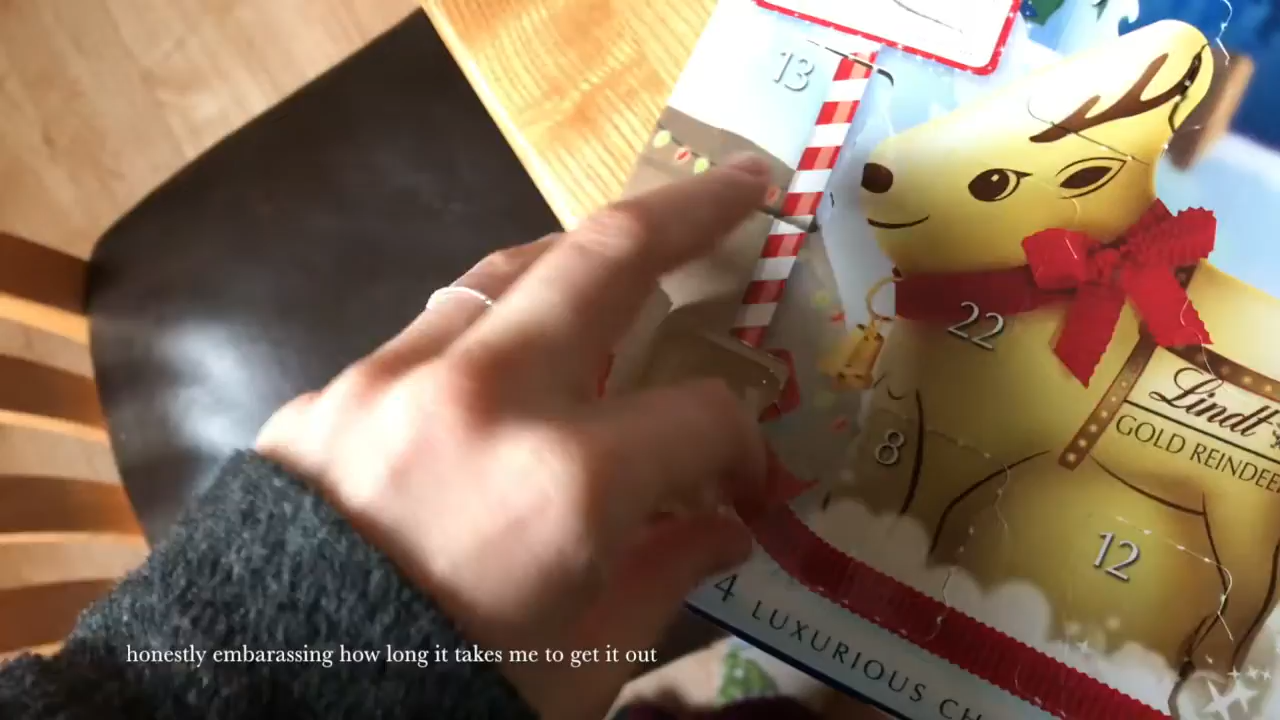 13
22
Lindt
GOLD REINDEE
8
12
4 LUXURIOUS CH
honestly embarassing how long it takes me to get it out